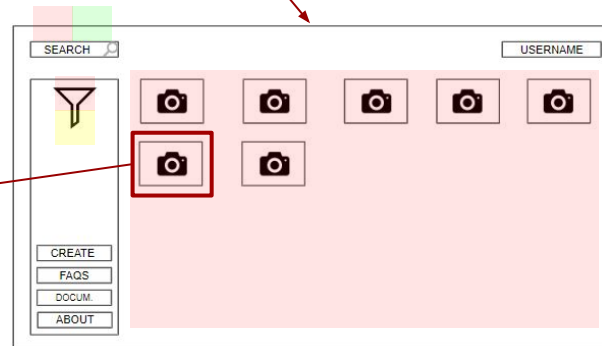 SEARCH
USERNAME
CREATE
FAQS
DOCUM.
ABOUT